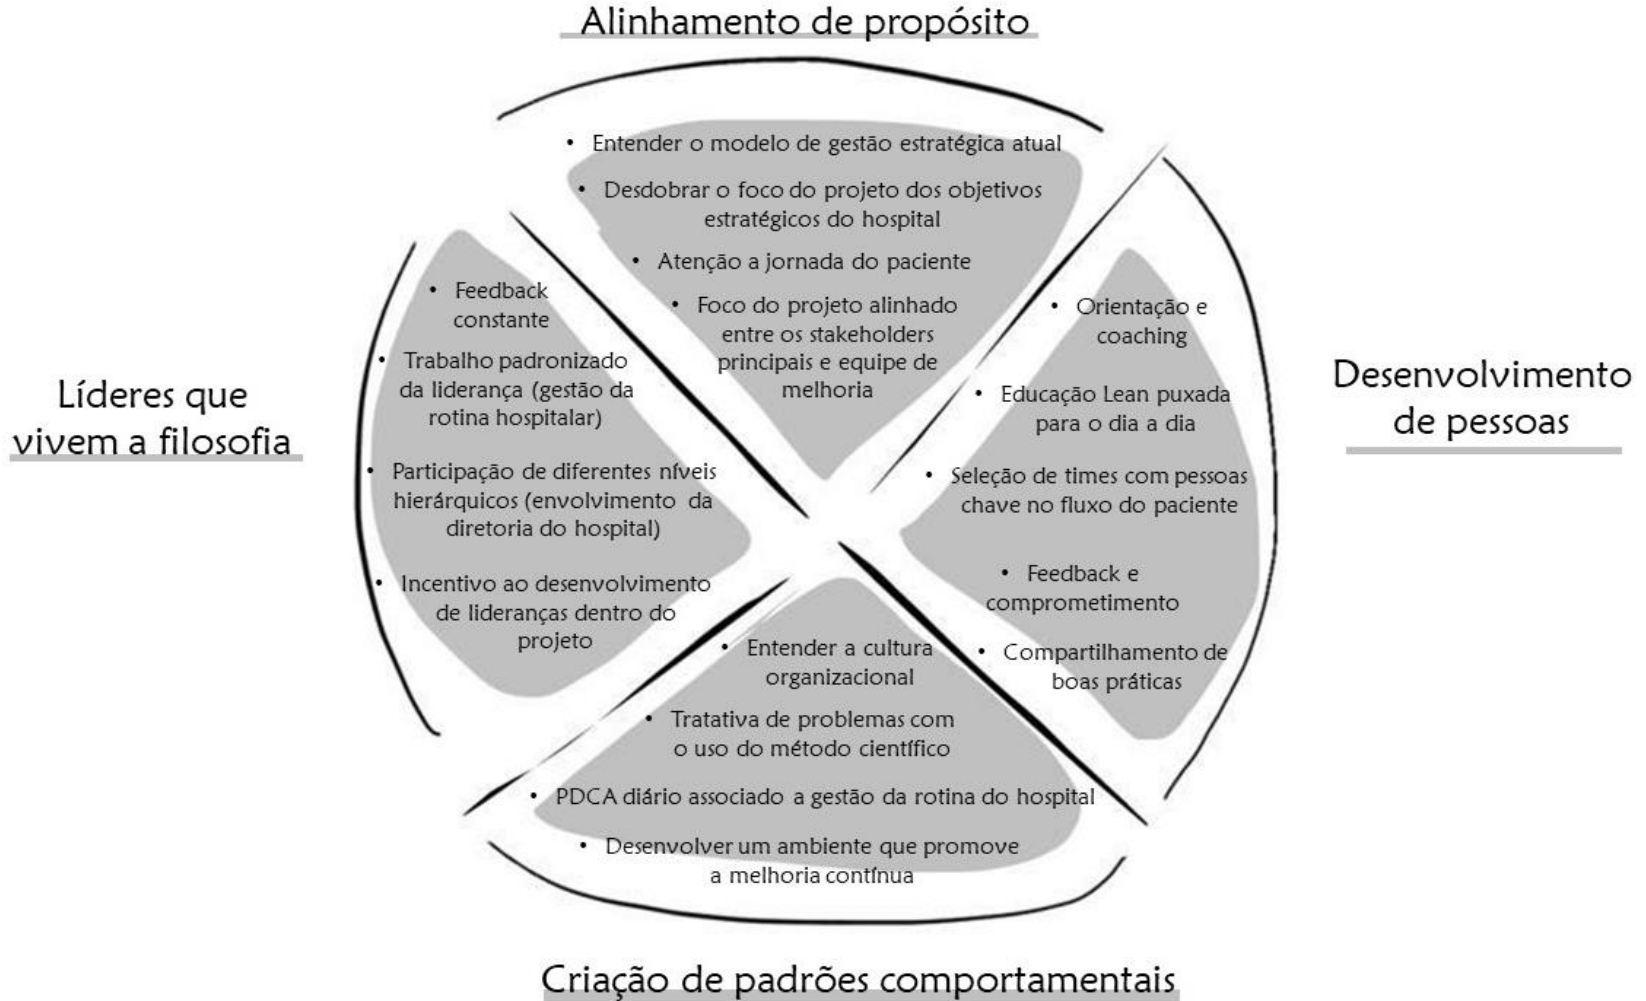 Alinhamento de propósito
• Entender o modelo de gestão estratégica atual
• Desdobrar o foco do projeto dos objetivos
estratégicos do hospital
• Atenção a jornada do paciente
• Foco do projeto alinhado
entre os stakeholders
principais e equipe de
melhoria
Desenvolvimento
de pessoas
• Orientação e
coaching
• Educação Lean puxada
para o dia a dia
• Seleção de times com pessoas
chave no fluxo do paciente
• Feedback e
comprometimento
• Compartilhamento de
boas práticas
Líderes que
vivem a filosofia
• Feedback
constante
• Trabalho padronizado
da liderança (gestão da
rotina hospitalar)
• Participação de diferentes níveis
hierárquicos (envolvimento da
diretoria do hospital)
• Incentivo ao desenvolvimento
de lideranças dentro do
projeto
• Entender a cultura
organizacional
• Tratativa de problemas com
o uso do método científico
• PDCA diário associado a gestão da rotina do hospital
• Desenvolver um ambiente que promove
a melhoria contínua
Criação de padrões comportamentais